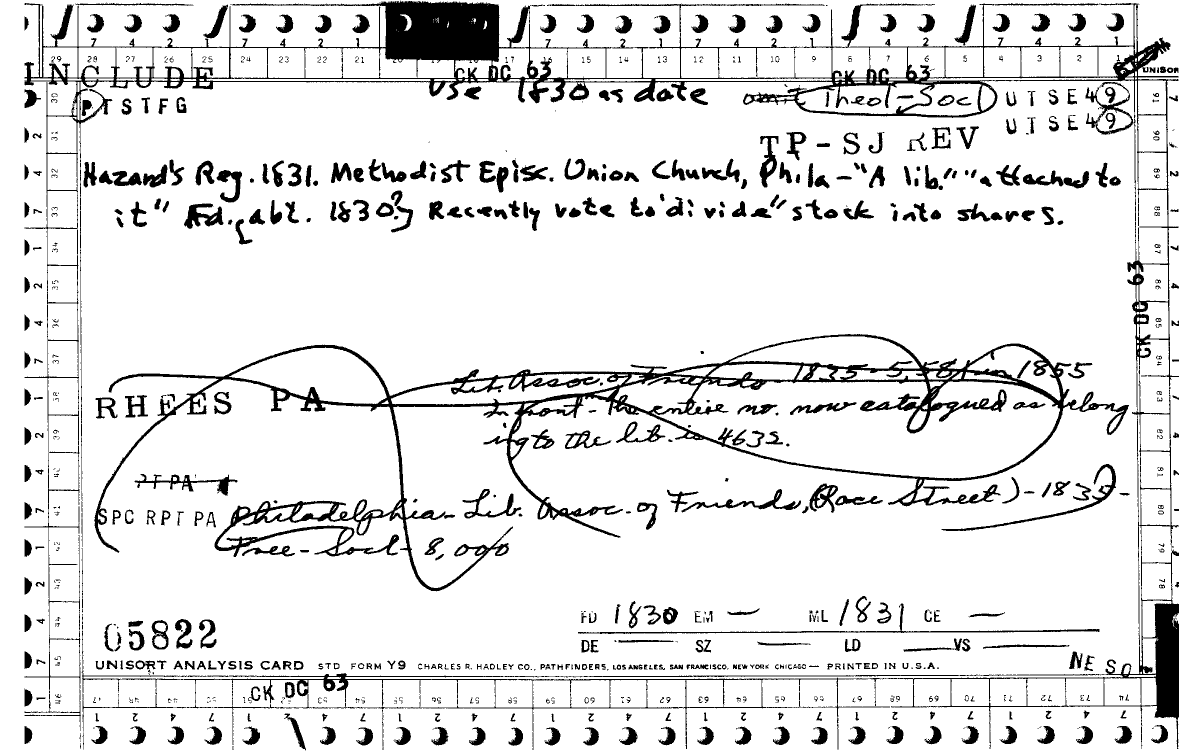 INCLUDE
CK DC 63
CK DC 63
Use 1830 as date
omit Theol-Socl
UTSE49
PTSTFG
UTSE49
TP-SJ REV
Hazard's Reg. 1831. Methodist Episc. Union Church, Phila-"A lib." "attached to
it" Fd. [abt. 1830?] Recently vote to "divide" stock into shares.
CK DC 63
Lib. Assoc. of Friends 1835-5,581 in 1855
RHEES PA
In front - the entire no. now catalogued as belong
ing to the lib. is 4632.
PT PA
SPC RPT PA Philadelphia- Lib. Assoc. of Friends, (Race Street)-1835-
Free-Socl- 8,000
FD 1830 EM — ML 1831 CE —
05822
DE — SZ — LD — VS —
UNISORT ANALYSIS CARD STD FORM Y9 CHARLES R. HADLEY CO., PATHFINDERS, LOS ANGELES, SAN FRANCISCO, NEW YORK CHICAGO — PRINTED IN U.S.A.
NE SO
CK DC 63